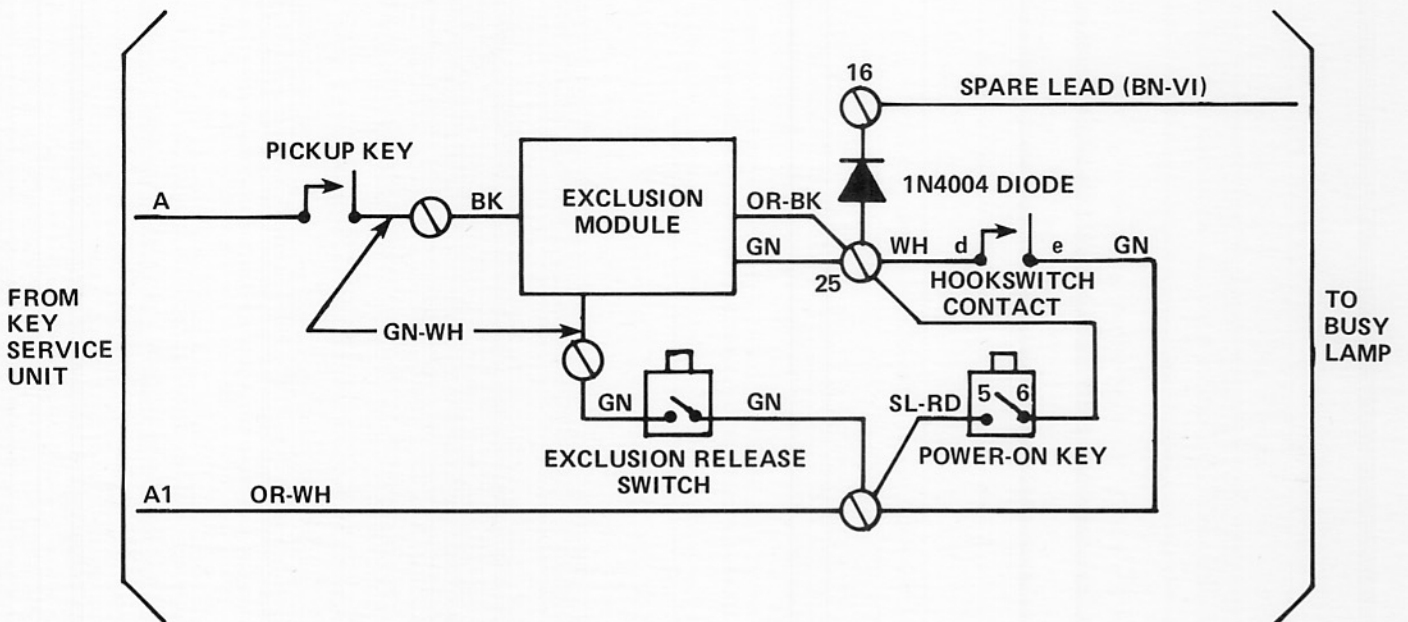 16
SPARE LEAD (BN-VI)
PICKUP KEY
A
BK
EXCLUSION
MODULE
OR-BK
GN
1N4004 DIODE
25
WH
d
e
GN
HOOKSWITCH
CONTACT
FROM
KEY
SERVICE
UNIT
GN-WH
TO
BUSY
LAMP
GN
GN
EXCLUSION RELEASE
SWITCH
SL-RD
5 6
POWER-ON KEY
A1
OR-WH